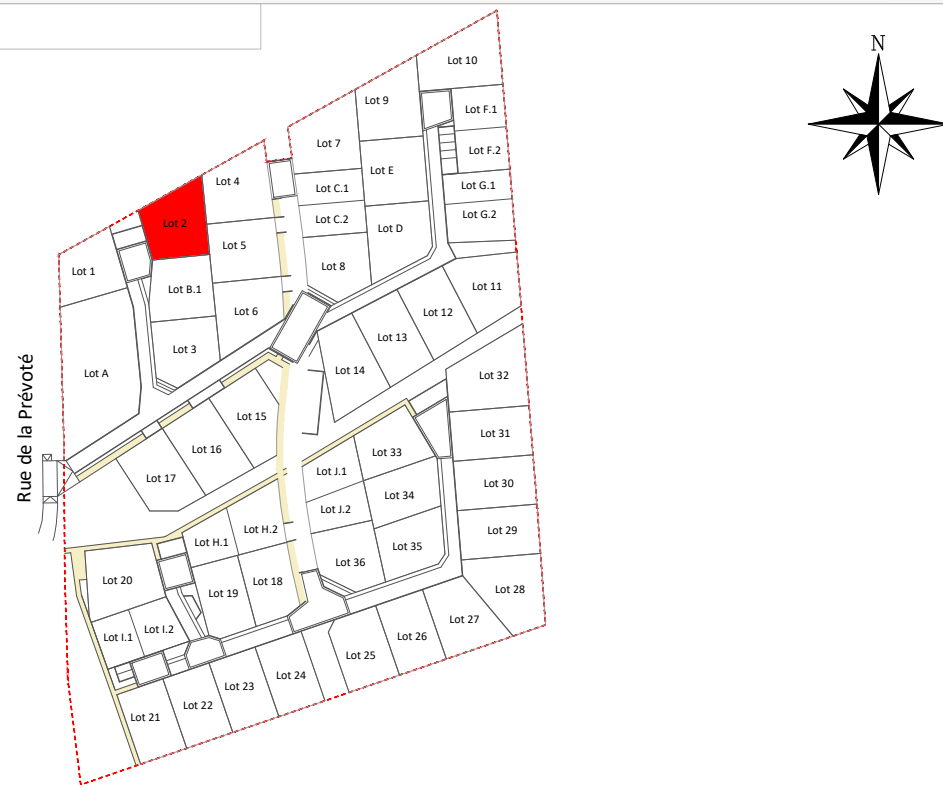 N
Lot 10
Lot 9
Lot F.1
Lot 7
Lot F.2
Lot E
Lot 4
Lot C.1
Lot G.1
Lot 2
Lot C.2
Lot G.2
Lot D
Lot 5
Lot 8
Lot 1
Lot B.1
Lot 11
Lot 6
Lot 12
Lot 13
Lot 3
Lot A
Lot 14
Lot 32
Rue de la Prévoté
Lot 15
Lot 31
Lot 16
Lot 33
Lot 17
Lot J.1
Lot 30
Lot 34
Lot J.2
Lot H.2
Lot 29
Lot H.1
Lot 35
Lot 36
Lot 20
Lot 18
Lot 28
Lot 19
Lot 27
Lot I.2
Lot I.1
Lot 26
Lot 25
Lot 24
Lot 23
Lot 22
Lot 21